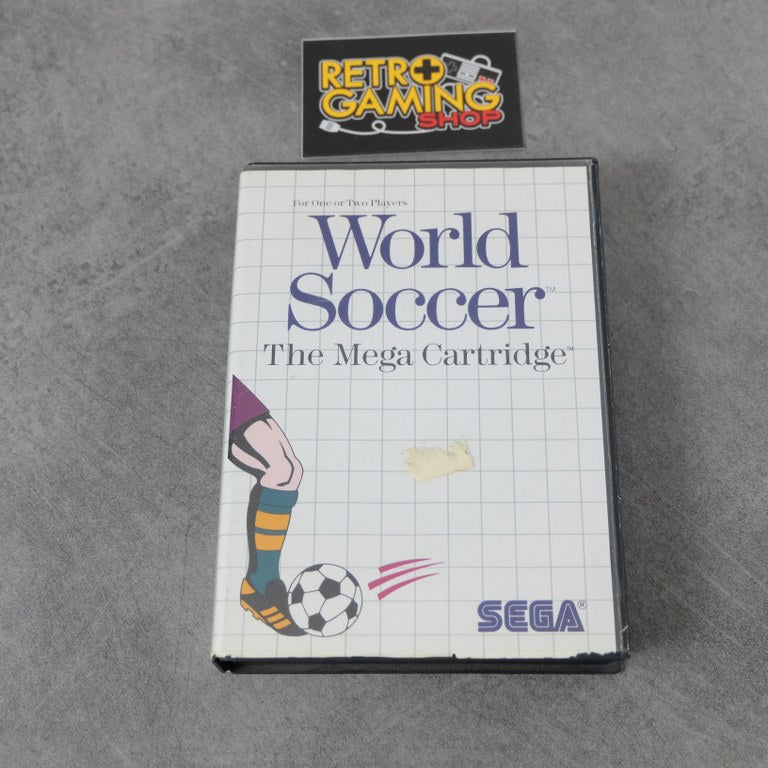 RETRO
GAMING
SHOP
For One or Two Players
World
Soccer™
The Mega Cartridge™
SEGA®